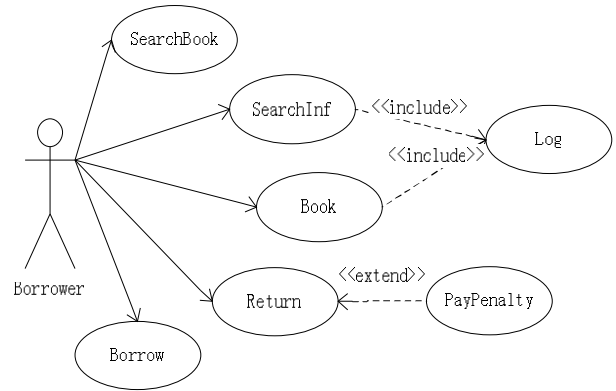 SearchBook
SearchInf
<<include>>
Log
<<include>>
Book
<<extend>>
Borrower
Return
PayPenalty
Borrow